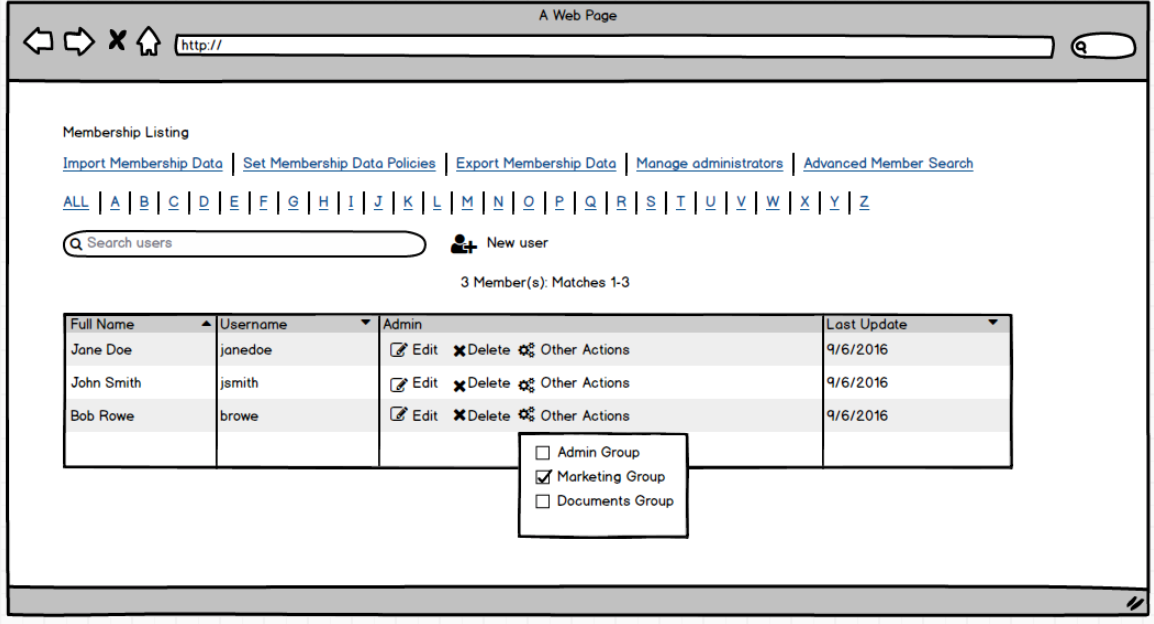 A Web Page
http://
Membership Listing
Import Membership Data | Set Membership Data Policies | Export Membership Data | Manage administrators | Advanced Member Search
ALL | A | B | C | D | E | F | G | H | I | J | K | L | M | N | O | P | Q | R | S | T | U | V | W | X | Y | Z
Search users New user
3 Member(s): Matches 1-3
Full Name Username Admin Last Update
Jane Doe janedoe Edit Delete Other Actions 9/6/2016
John Smith jsmith Edit Delete Other Actions 9/6/2016
Bob Rowe browe Edit Delete Other Actions 9/6/2016
Admin Group
Marketing Group
Documents Group